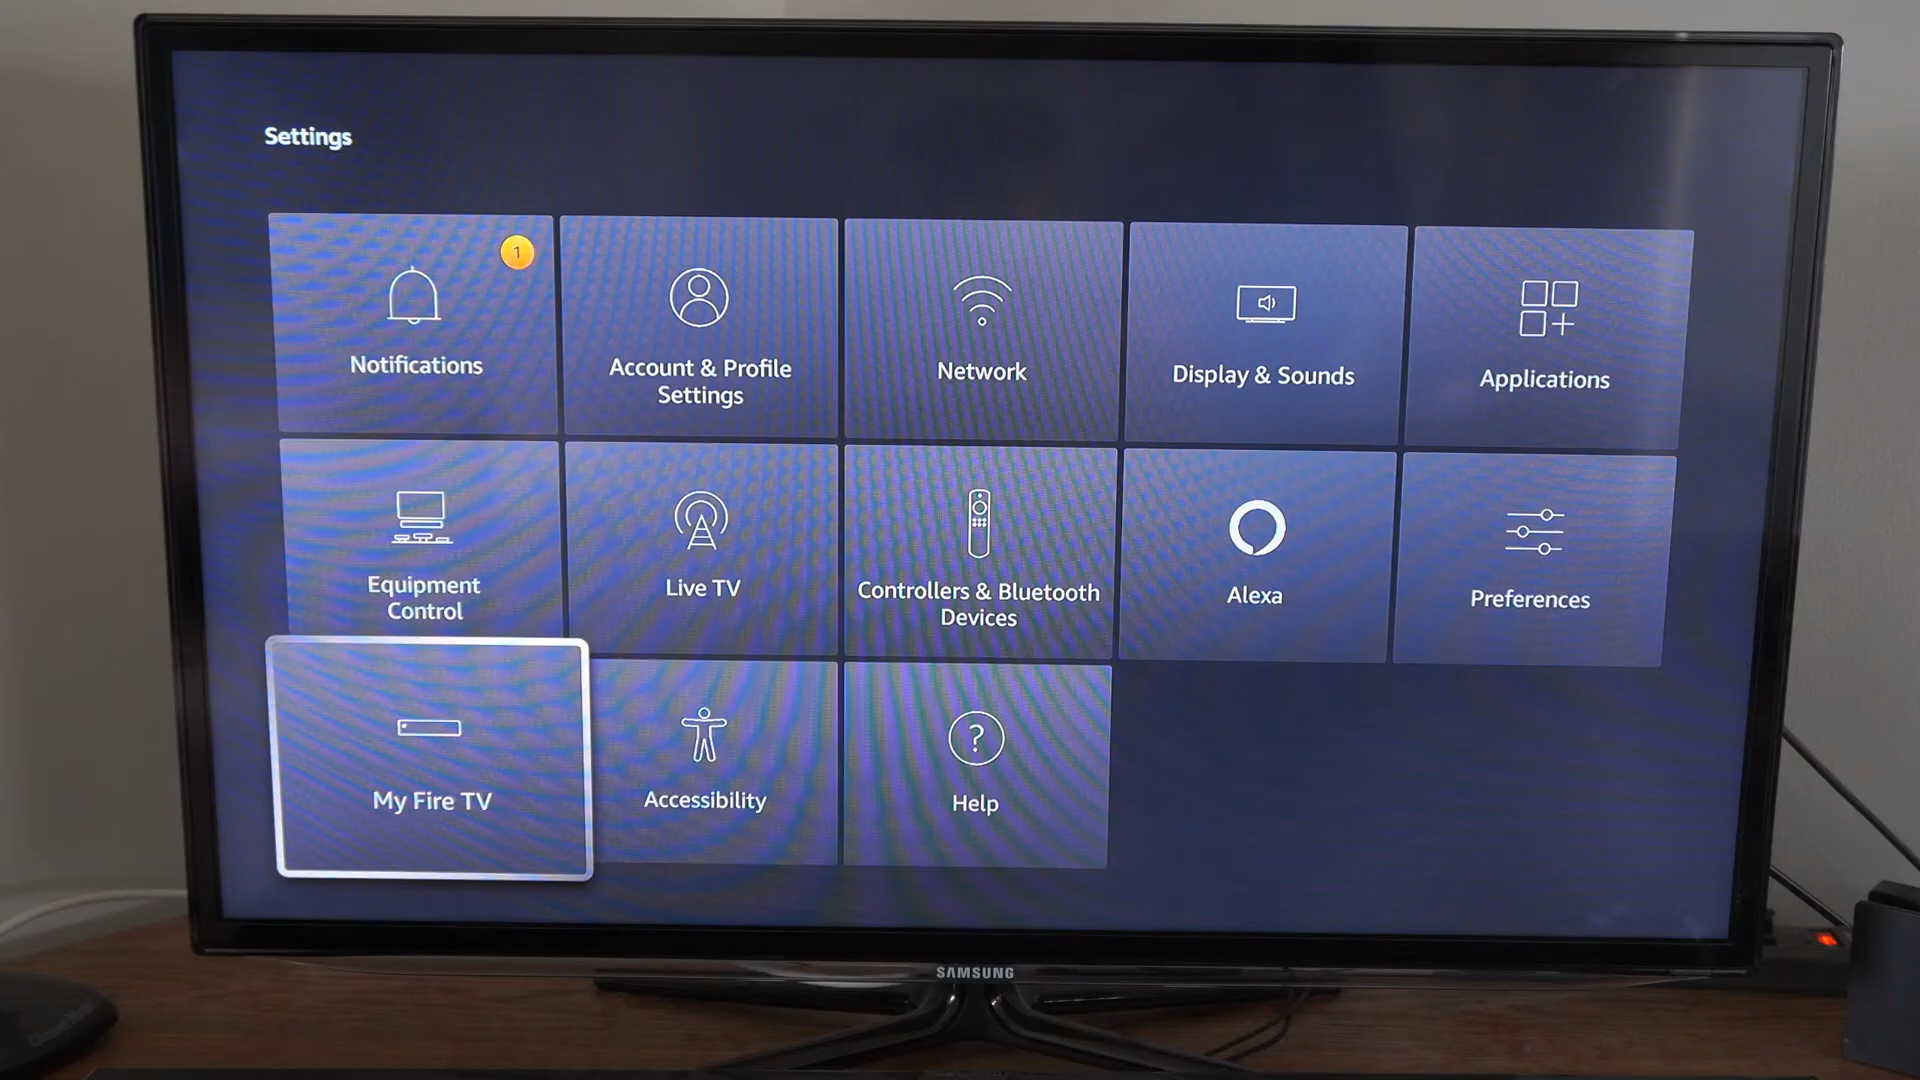 Settings
1
Notifications
Account & Profile
Settings
Network
Display & Sounds
Applications
Equipment
Control
Live TV
Controllers & Bluetooth
Devices
Alexa
Preferences
My Fire TV
Accessibility
?
Help
SAMSUNG